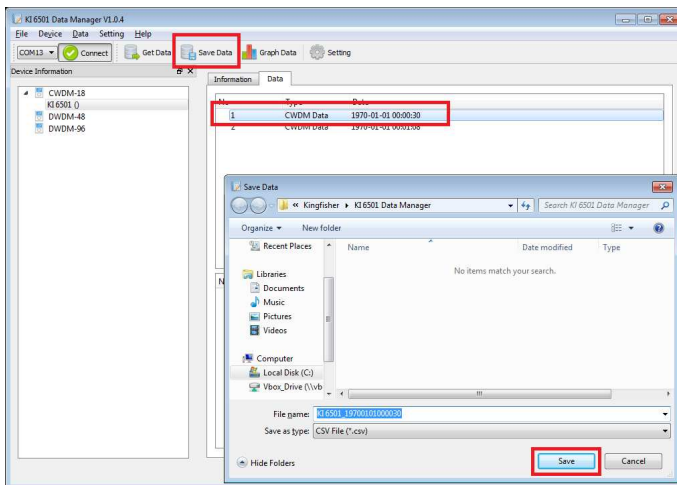 KI 6501 Data Manager V1.0.4
File Device Data Setting Help
COM13 Connect Get Data Save Data Graph Data Setting
Device Information
Information Data
CWDM-18
KI 6501 ()
DWDM-48
DWDM-96
No Type Date
1 CWDM Data 1970-01-01 00:00:30
2 CWDM Data 1970-01-01 00:01:08
Save Data
« Kingfisher ▸ KI 6501 Data Manager
Search KI 6501 Data Manager
Organize New folder
Recent Places
Libraries
Documents
Music
Pictures
Videos
Computer
Local Disk (C:)
Vbox_Drive (\\vb
Name Date modified Type
No items match your search.
N
File name: KI 6501_19700101000030
Save as type: CSV File (*.csv)
Hide Folders
Save Cancel